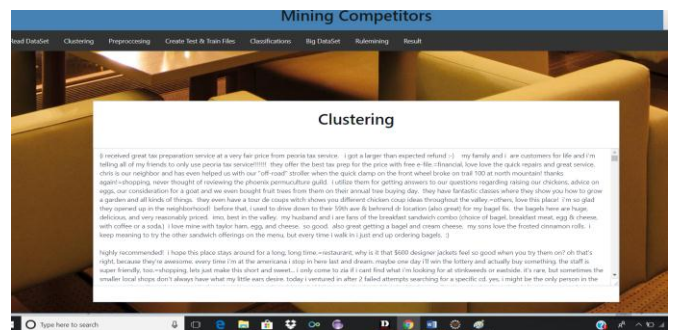 Mining Competitors
Read DataSet Clustering Preproccesing Create Test & Train Files Classifications Big DataSet Rulemining Result
Clustering
(i received great tax preparation service at a very fair price from peoria tax service. i got a larger than expected refund :-) my family and i are customers for life and i'm
telling all of my friends to only use peoria tax service!!!!!!! they offer the best tax prep for the price with free e-file.=financial, love love the quick repairs and great service.
chris is our neighbor and has even helped us with our "off-road" stroller when the quick clamp on the front wheel broke on trail 100 at north mountain! thanks
again!=shopping, never thought of reviewing the phoenix permuculture guild. i utilize them for getting answers to our questions regarding raising our chickens, advice on
eggs, our consideration for a goat and we even bought fruit trees from them on their annual tree buying day. they have fantastic classes where they show you how to grow
a garden and all kinds of things. they even have a tour de coups witch shows you different chicken coup ideas throughout the valley.=others, love this place! i'm so glad
they opened up in the neighborhood! before that, i used to drive down to their 59th ave & behrend dr location (also great) for my bagel fix. the bagels here are huge,
delicious, and very reasonably priced. imo, best in the valley. my husband and i are fans of the breakfast sandwich combo (choice of bagel, breakfast meat, egg & cheese,
with coffee or a soda.) i love mine with taylor ham, egg, and cheese. so good. also great getting a bagel and cream cheese. my sons love the frosted cinnamon rolls. i
keep meaning to try the other sandwich offerings on the menu, but every time i walk in i just end up ordering bagels. :)
highly recommended! i hope this place stays around for a long; long time.=restaurant, why is it that $600 designer jackets feel so good when you try them on? oh that's
right, because they're awesome. every time i'm at the americana i stop in here last and dream. maybe one day i'll win the lottery and actually buy something. the staff is
super friendly, too.=shopping, lets just make this short and sweet... i only come to zia if i cant find what i'm looking for at stinkweeds or eastside. it's rare, but sometimes the
smaller local shops don't always have what my little ears desire. today i ventured in after 2 failed attempts searching for a specific cd. yes, i might be the only person in the
Type here to search